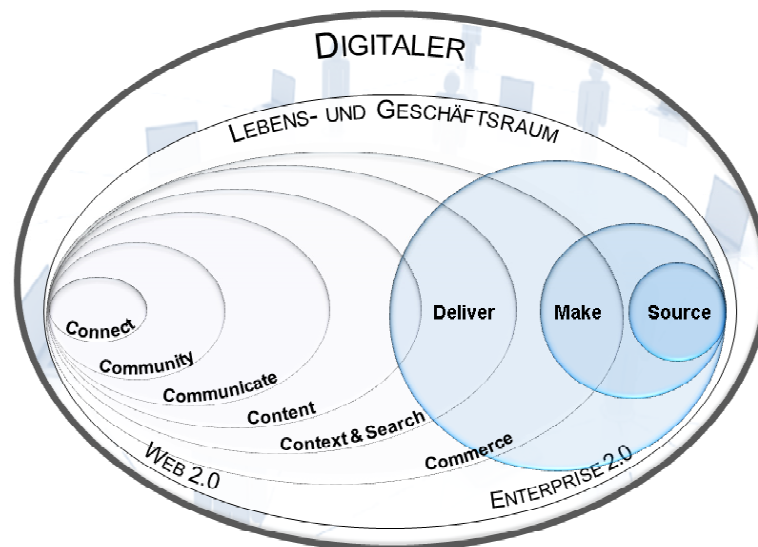 DIGITALER
LEBENS- UND GESCHÄFTSRAUM
Deliver
Make
Source
Connect
Community
Communicate
Content
Context & Search
Commerce
WEB 2.0
ENTERPRISE 2.0